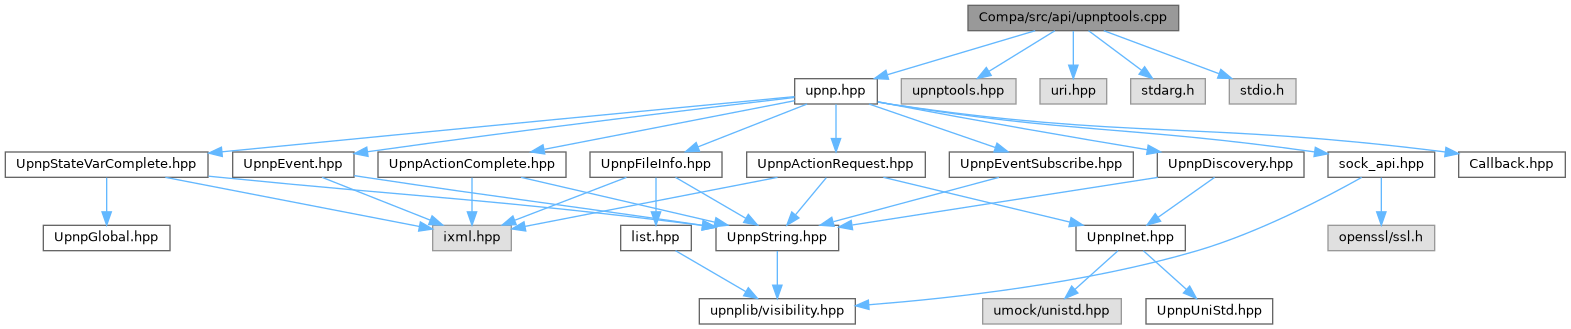 Compa/src/api/upnptools.cpp
upnp.hpp
upnptools.hpp
uri.hpp
stdarg.h
stdio.h
UpnpStateVarComplete.hpp
UpnpEvent.hpp
UpnpActionComplete.hpp
UpnpFileInfo.hpp
UpnpActionRequest.hpp
UpnpEventSubscribe.hpp
UpnpDiscovery.hpp
sock_api.hpp
Callback.hpp
UpnpGlobal.hpp
ixml.hpp
list.hpp
UpnpString.hpp
UpnpInet.hpp
openssl/ssl.h
upnplib/visibility.hpp
umock/unistd.hpp
UpnpUniStd.hpp